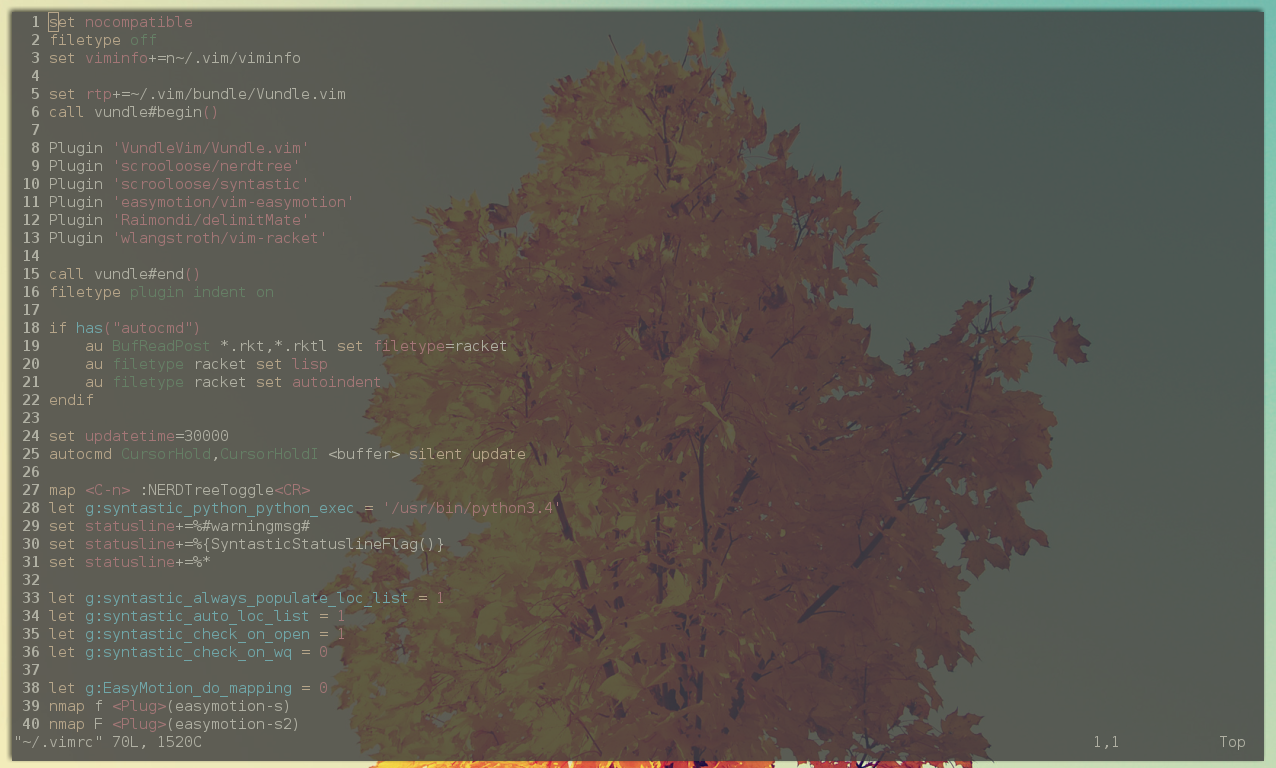 1 set nocompatible
2 filetype off
3 set viminfo+=n~/.vim/viminfo
4
5 set rtp+=~/.vim/bundle/Vundle.vim
6 call vundle#begin()
7
8 Plugin 'VundleVim/Vundle.vim'
9 Plugin 'scrooloose/nerdtree'
10 Plugin 'scrooloose/syntastic'
11 Plugin 'easymotion/vim-easymotion'
12 Plugin 'Raimondi/delimitMate'
13 Plugin 'wlangstroth/vim-racket'
14
15 call vundle#end()
16 filetype plugin indent on
17
18 if has("autocmd")
19     au BufReadPost *.rkt,*.rktl set filetype=racket
20     au filetype racket set lisp
21     au filetype racket set autoindent
22 endif
23
24 set updatetime=30000
25 autocmd CursorHold,CursorHoldI <buffer> silent update
26
27 map <C-n> :NERDTreeToggle<CR>
28 let g:syntastic_python_python_exec = '/usr/bin/python3.4'
29 set statusline+=%#warningmsg#
30 set statusline+=%{SyntasticStatuslineFlag()}
31 set statusline+=%*
32
33 let g:syntastic_always_populate_loc_list = 1
34 let g:syntastic_auto_loc_list = 1
35 let g:syntastic_check_on_open = 1
36 let g:syntastic_check_on_wq = 0
37
38 let g:EasyMotion_do_mapping = 0
39 nmap f <Plug>(easymotion-s)
40 nmap F <Plug>(easymotion-s2)
"~/.vimrc" 70L, 1520C 1,1 Top